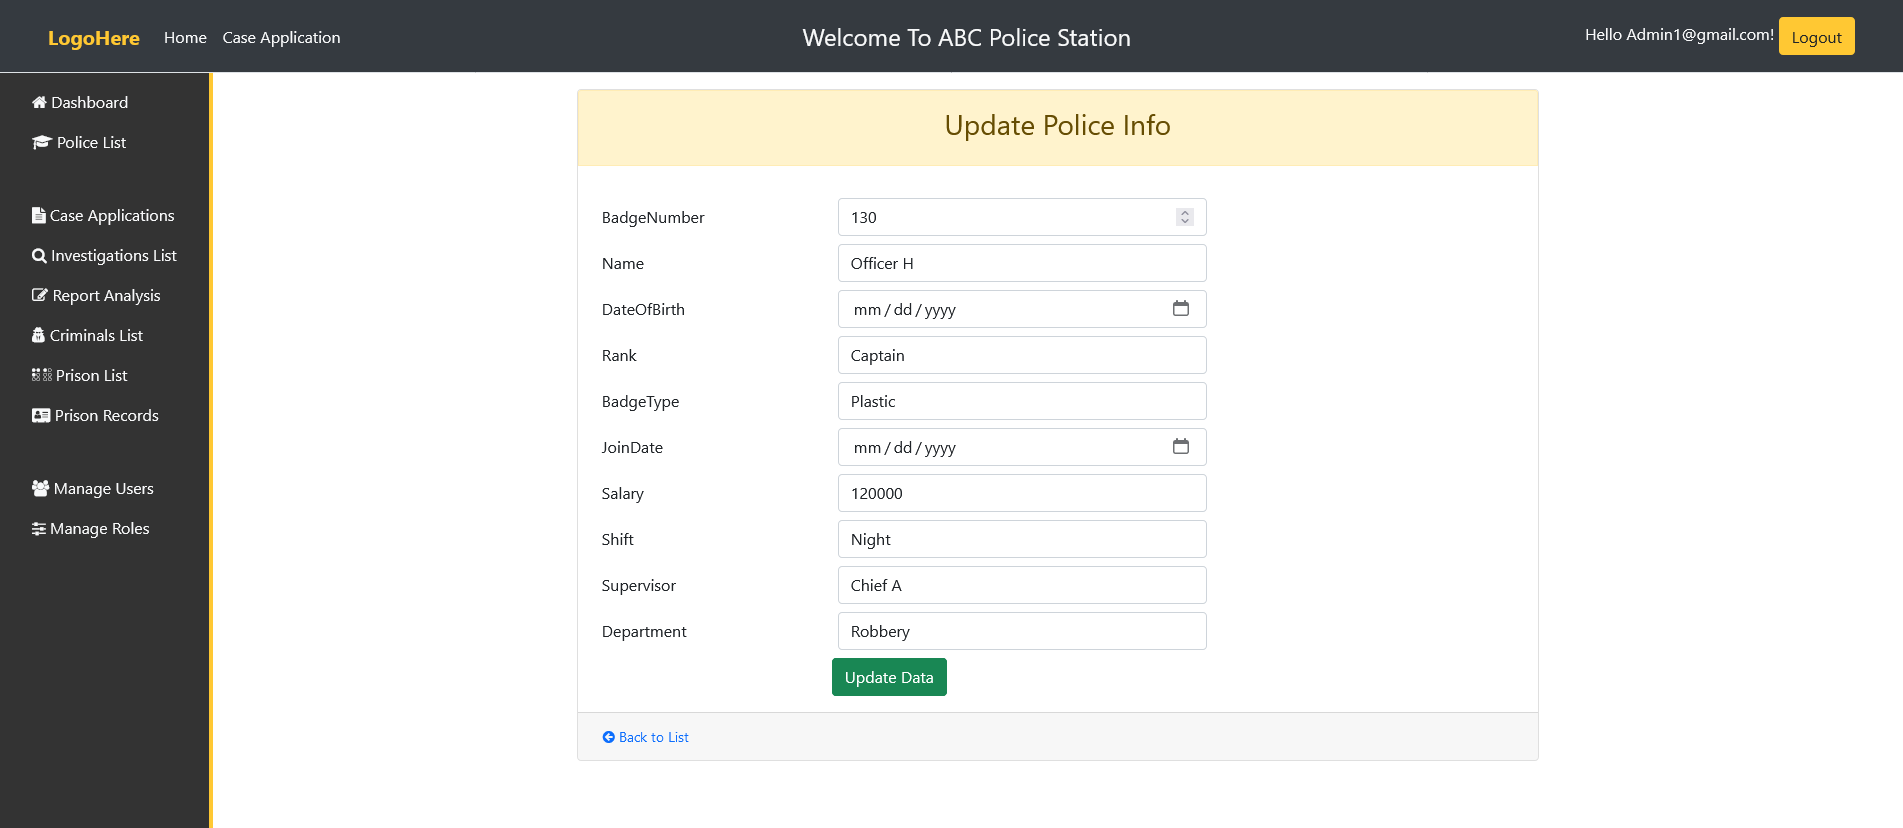 LogoHere Home Case Application Welcome To ABC Police Station Hello Admin1@gmail.com! Logout
Dashboard
Police List
Case Applications
Investigations List
Report Analysis
Criminals List
Prison List
Prison Records
Manage Users
Manage Roles
Update Police Info
BadgeNumber 130
Name Officer H
DateOfBirth mm/dd/yyyy
Rank Captain
BadgeType Plastic
JoinDate mm/dd/yyyy
Salary 120000
Shift Night
Supervisor Chief A
Department Robbery
Update Data
Back to List